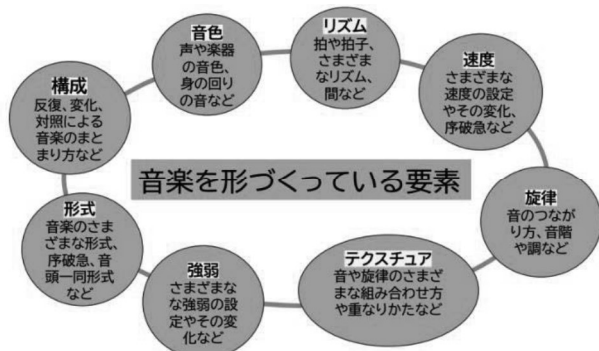 音色
声や楽器
の音色、
身の回り
の音など
リズム
拍や拍子、
さまざま
なリズム、
間など
速度
さまざまな
速度の設定
やその変化、
序破急など
旋律
音のつなが
り方、音階
や調など
テクスチュア
音や旋律のさまざ
まな組み合わせ方
や重なりかたなど
強弱
さまざまな
な強弱の設
定やその変
化など
形式
音楽のさま
ざまな形式、
序破急、音
頭一同形式
など
構成
反復、変化、
対照による
音楽のまと
まり方など
音楽を形づくっている要素